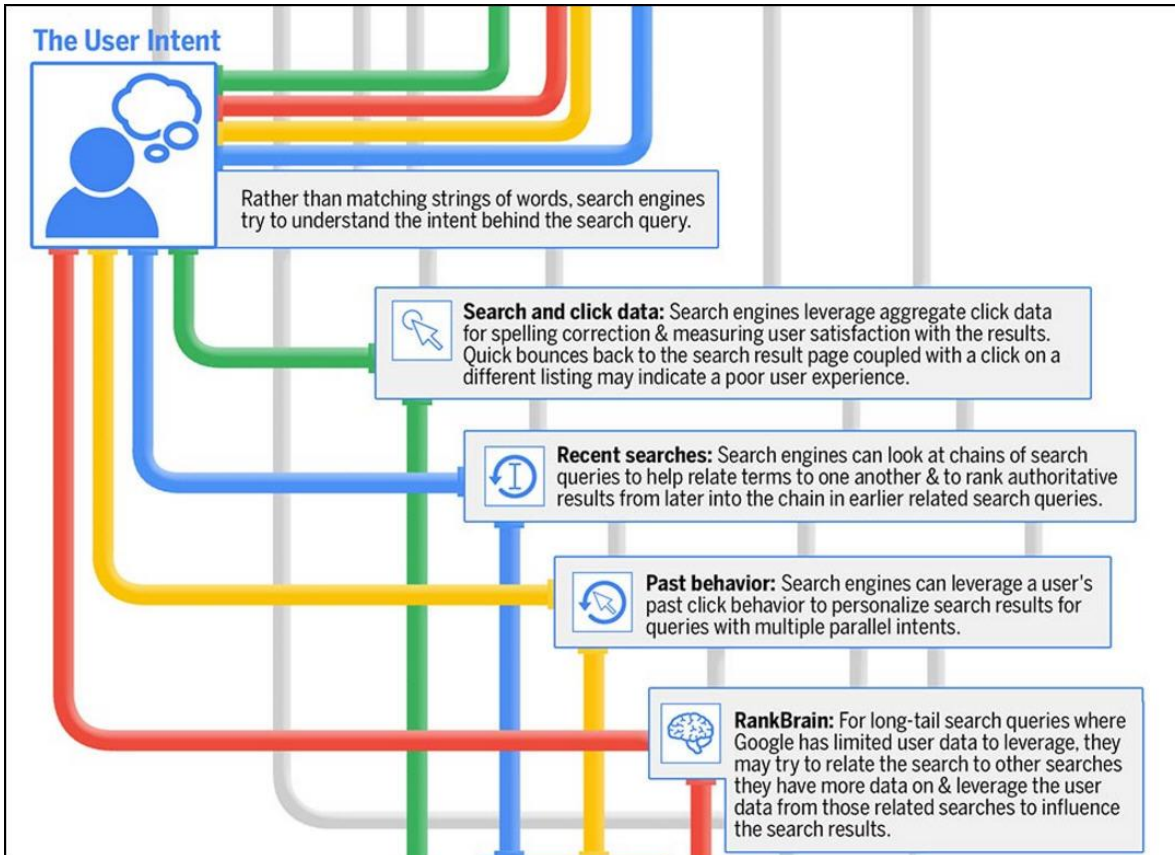 The User Intent
Rather than matching strings of words, search engines
try to understand the intent behind the search query.
Search and click data: Search engines leverage aggregate click data
for spelling correction & measuring user satisfaction with the results.
Quick bounces back to the search result page coupled with a click on a
different listing may indicate a poor user experience.
Recent searches: Search engines can look at chains of search
queries to help relate terms to one another & to rank authoritative
results from later into the chain in earlier related search queries.
Past behavior: Search engines can leverage a user's
past click behavior to personalize search results for
queries with multiple parallel intents.
RankBrain: For long-tail search queries where
Google has limited user data to leverage, they
may try to relate the search to other searches
they have more data on & leverage the user
data from those related searches to influence
the search results.